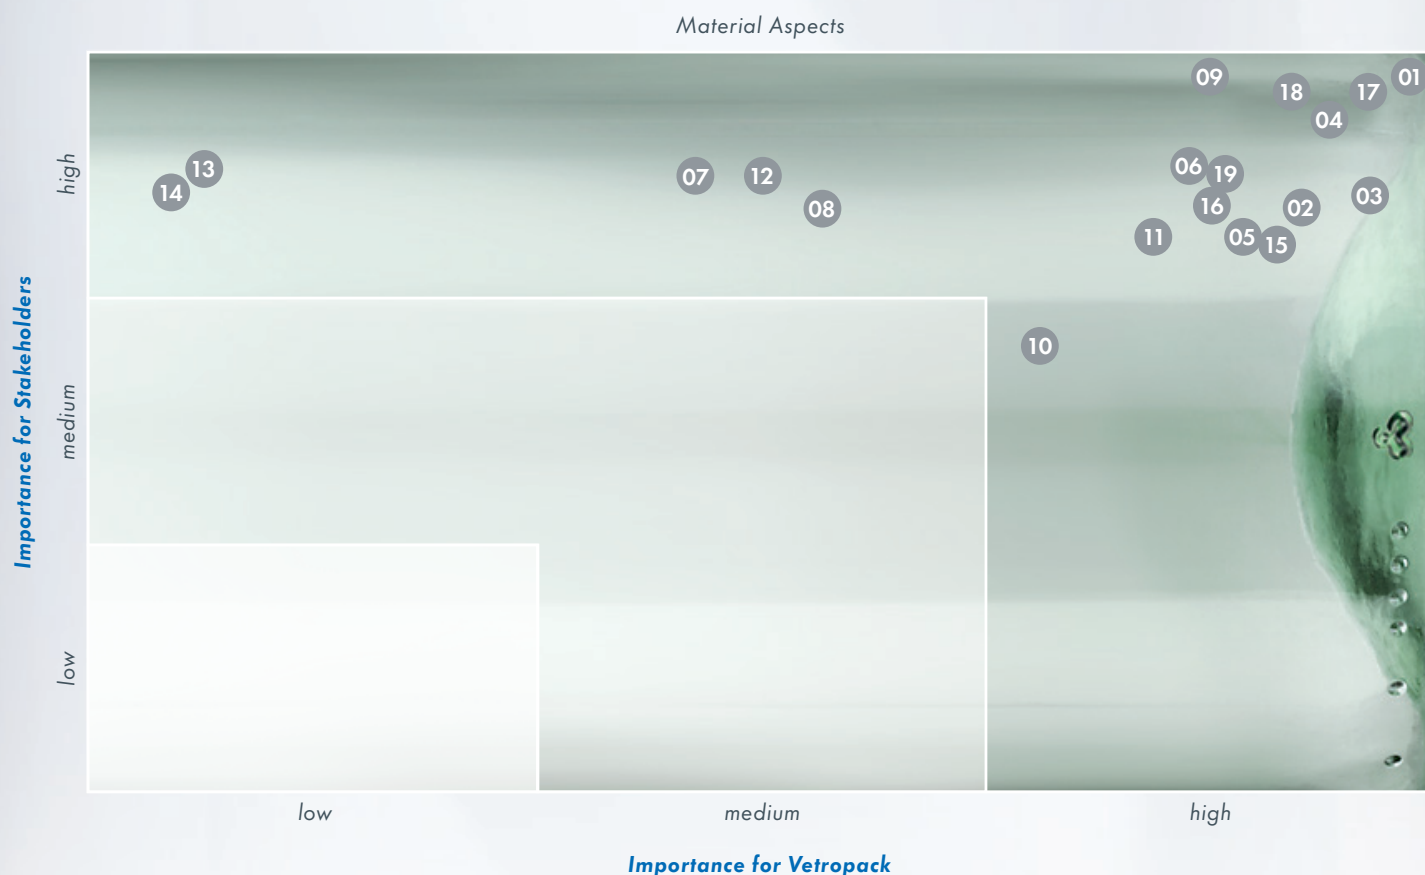 Material Aspects
09
01
18
17
04
06
13
19
07
12
14
03
16
02
08
11
05
15
10
high
medium
low
Importance for Stakeholders
low
medium
high
Importance for Vetropack